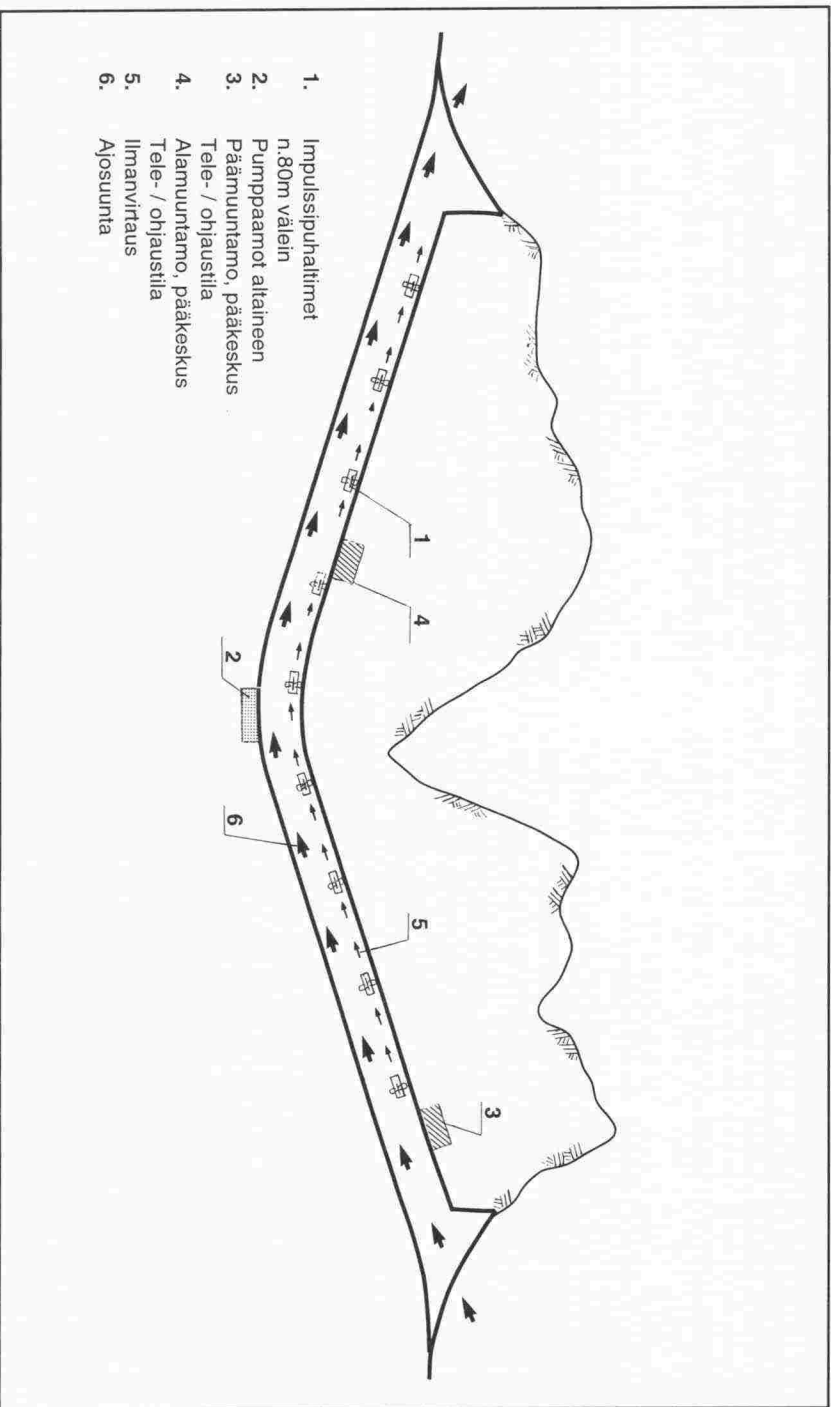 1. Impulssipuhaltimet
n.80m välein
2. Pumppaamot altaineen
3. Päämuuntamo, pääkeskus
Tele- / ohjaustila
4. Alamuuntamo, pääkeskus
Tele- / ohjaustila
5. Ilmanvirtaus
6. Ajosuunta
1
4
2
6
5
3